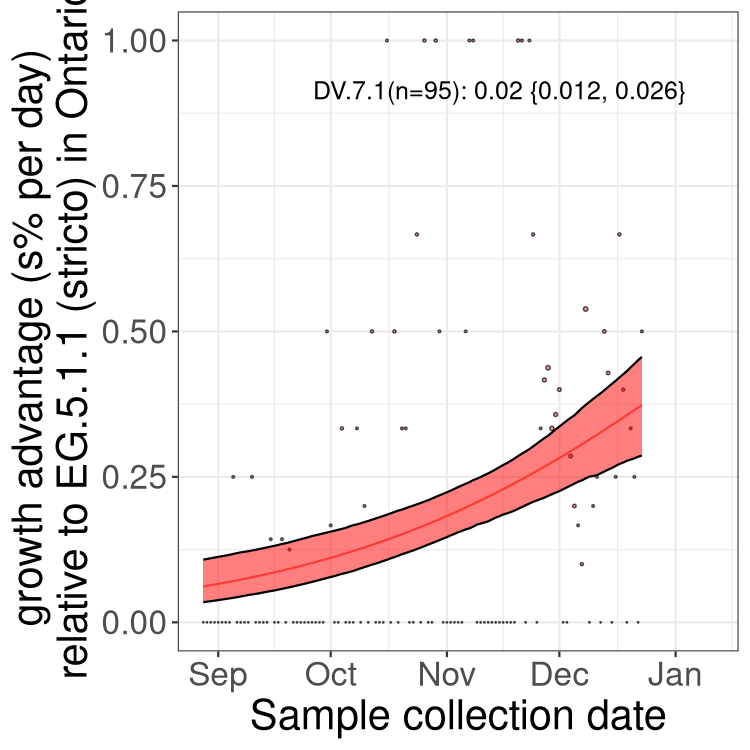 growth advantage (s% per day)
relative to EG.5.1.1 (stricto) in Ontario
1.00
0.75
0.50
0.25
0.00
DV.7.1(n=95): 0.02 {0.012, 0.026}
Sep Oct Nov Dec Jan
Sample collection date